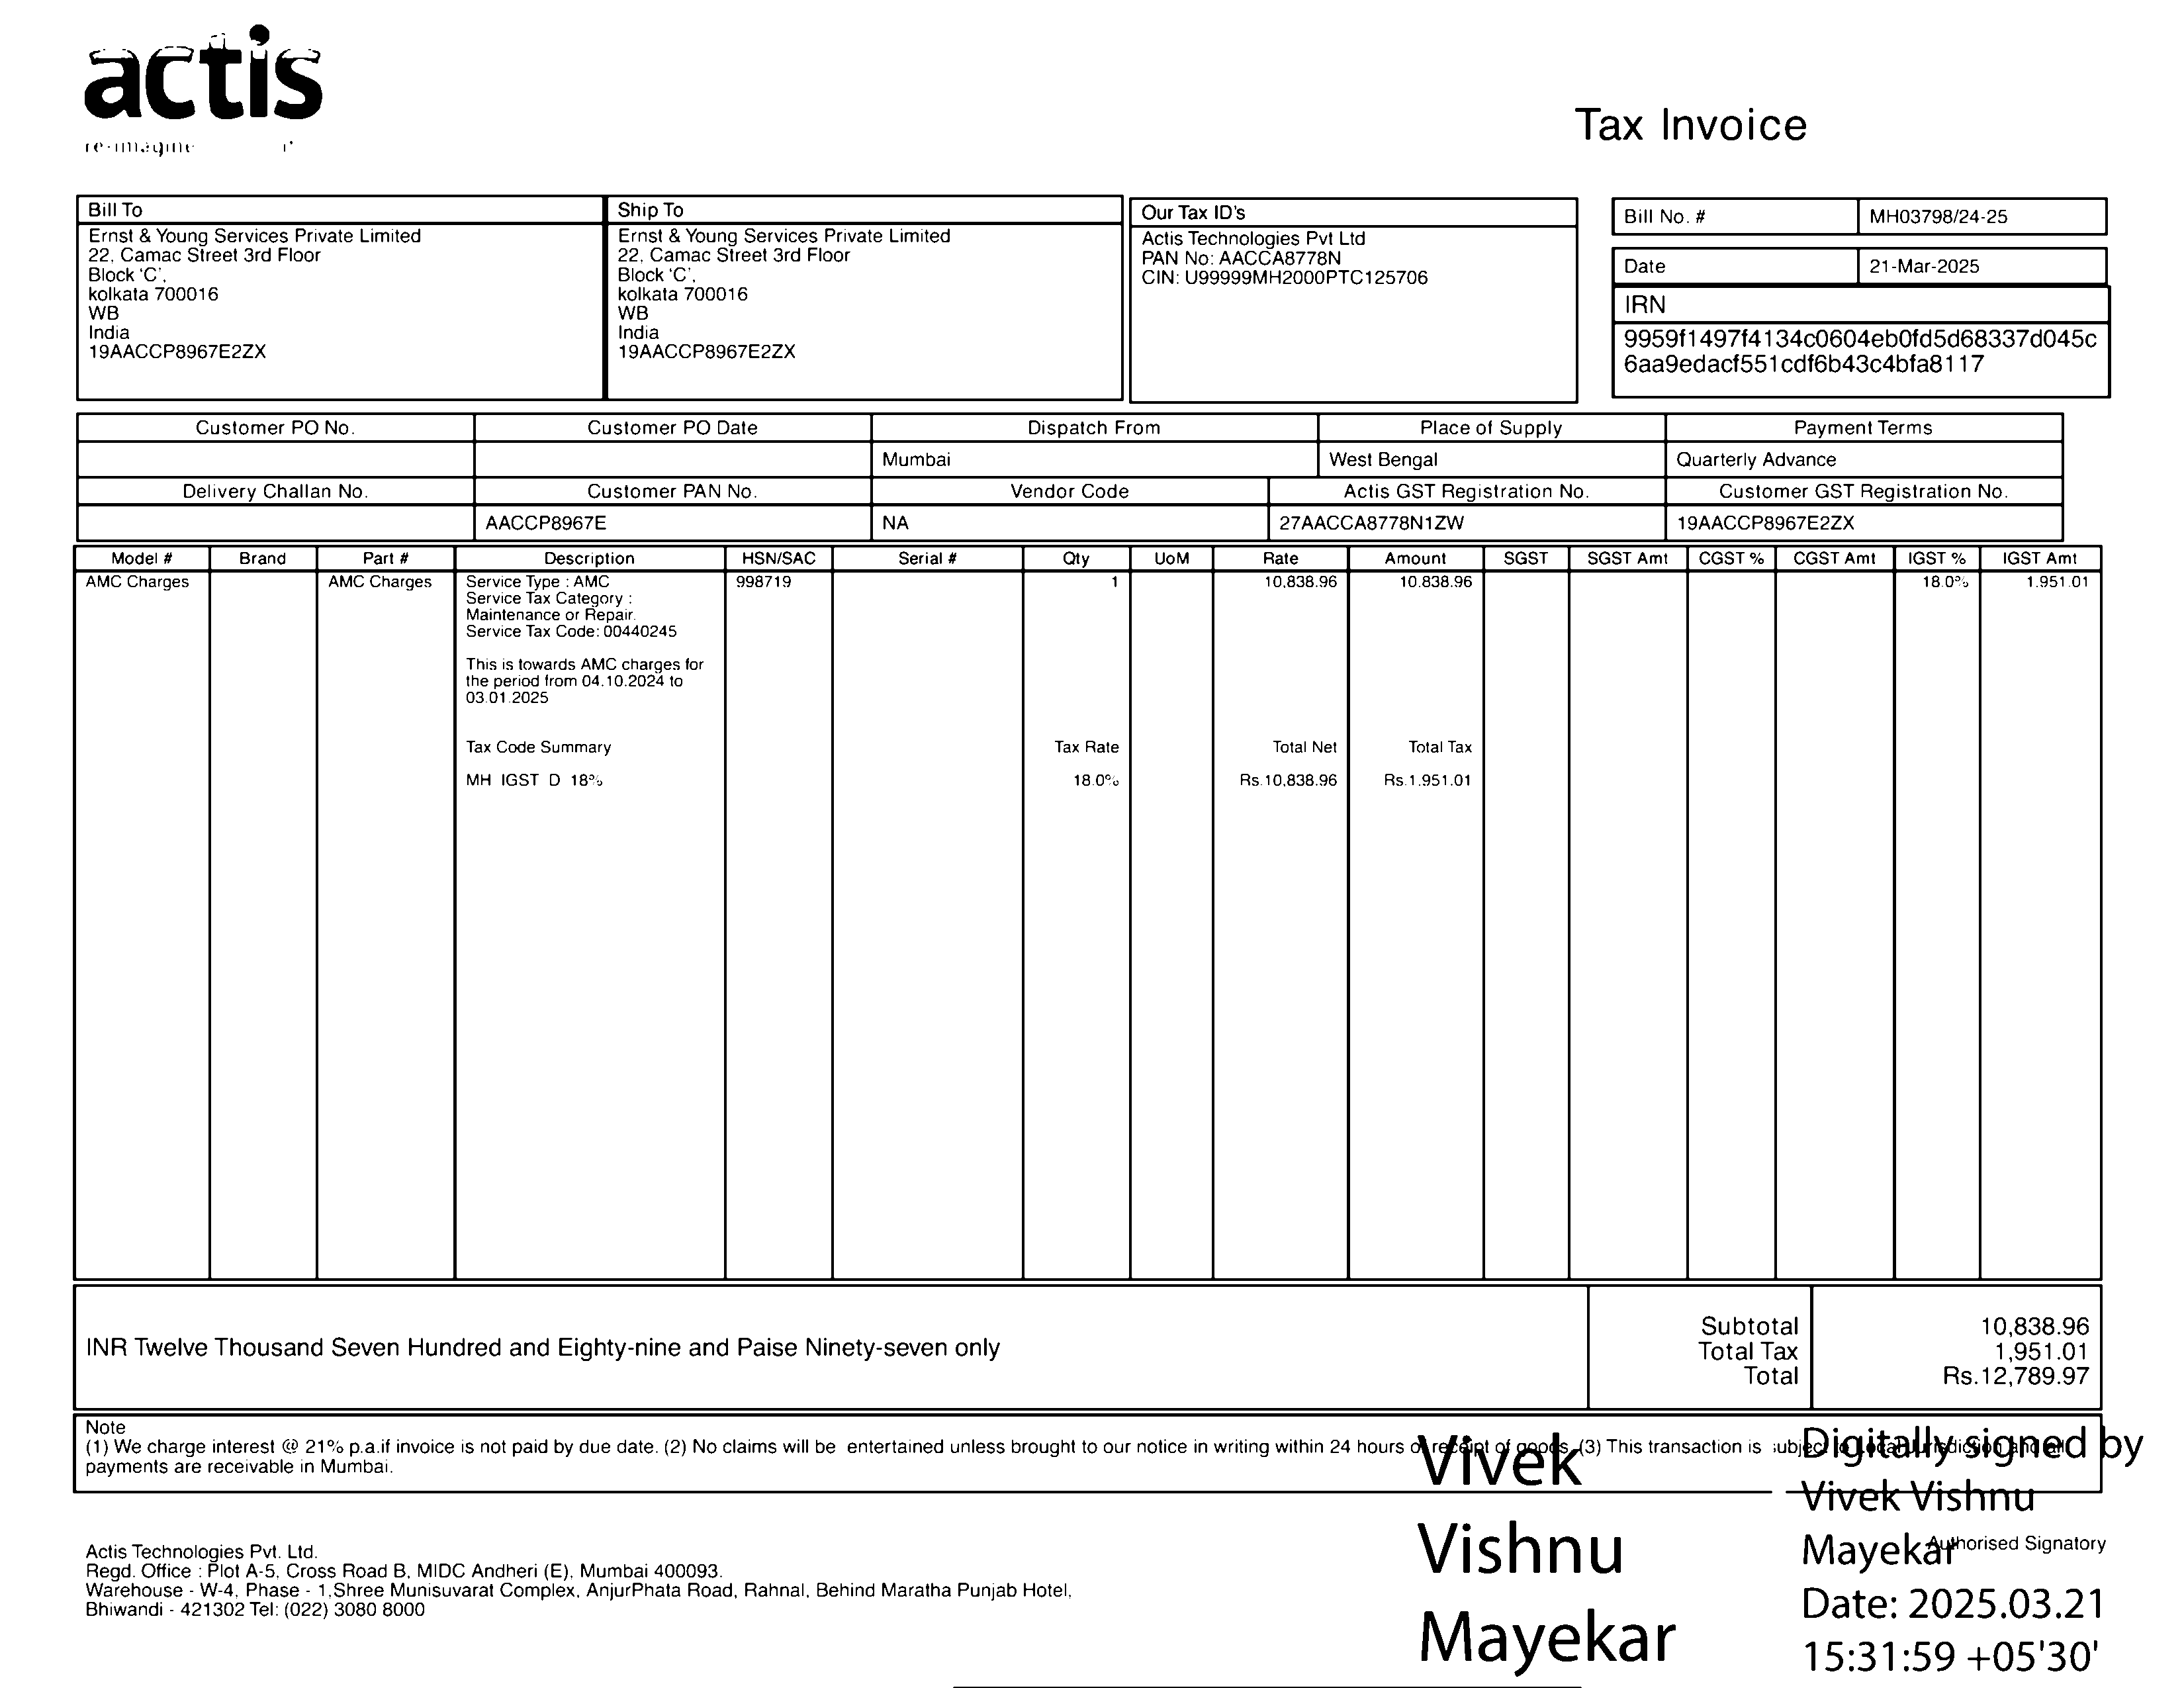 actis
Tax Invoice
Bill To
Ernst & Young Services Private Limited
22, Camac Street 3rd Floor
Block ‘C’,
kolkata 700016
WB
India
19AACCP8967E2ZX
Ship To
Ernst & Young Services Private Limited
22, Camac Street 3rd Floor
Block ‘C’,
kolkata 700016
WB
India
19AACCP8967E2ZX
Our Tax ID's
Actis Technologies Pvt Ltd
PAN No: AACCA8778N
CIN: U99999MH2000PTC125706
Bill No. # MH03798/24-25
Date 21-Mar-2025
IRN
9959f1497f4134c0604eb0fd5d68337d045c
6aa9edacf551cdf6b43c4bfa8117
Customer PO No. Customer PO Date Dispatch From Place of Supply Payment Terms
Mumbai West Bengal Quarterly Advance
Delivery Challan No. Customer PAN No. Vendor Code Actis GST Registration No. Customer GST Registration No.
AACCP8967E NA 27AACCA8778N1ZW 19AACCP8967E2ZX
Model # Brand Part # Description HSN/SAC Serial # Qty UoM Rate Amount SGST SGST Amt CGST % CGST Amt IGST % IGST Amt
AMC Charges AMC Charges Service Type : AMC 998719 1 10,838.96 10,838.96 18.0% 1,951.01
Service Tax Category :
Maintenance or Repair.
Service Tax Code: 00440245
This is towards AMC charges for
the period from 04.10.2024 to
03.01.2025
Tax Code Summary Tax Rate Total Net Total Tax
MH IGST D 18% 18.0% Rs.10,838.96 Rs.1,951.01
INR Twelve Thousand Seven Hundred and Eighty-nine and Paise Ninety-seven only
Subtotal 10,838.96
Total Tax 1,951.01
Total Rs.12,789.97
Note
(1) We charge interest @ 21% p.a.if invoice is not paid by due date. (2) No claims will be entertained unless brought to our notice in writing within 24 hours of receipt of goods. (3) This transaction is subject to Local Jurisdiction and all
payments are receivable in Mumbai.
Vivek
Vishnu
Mayekar
Digitally signed by
Vivek Vishnu
Mayekar
Date: 2025.03.21
15:31:59 +05'30'
Authorised Signatory
Actis Technologies Pvt. Ltd.
Regd. Office : Plot A-5, Cross Road B, MIDC Andheri (E), Mumbai 400093.
Warehouse - W-4, Phase - 1,Shree Munisuvarat Complex, AnjurPhata Road, Rahnal, Behind Maratha Punjab Hotel,
Bhiwandi - 421302 Tel: (022) 3080 8000